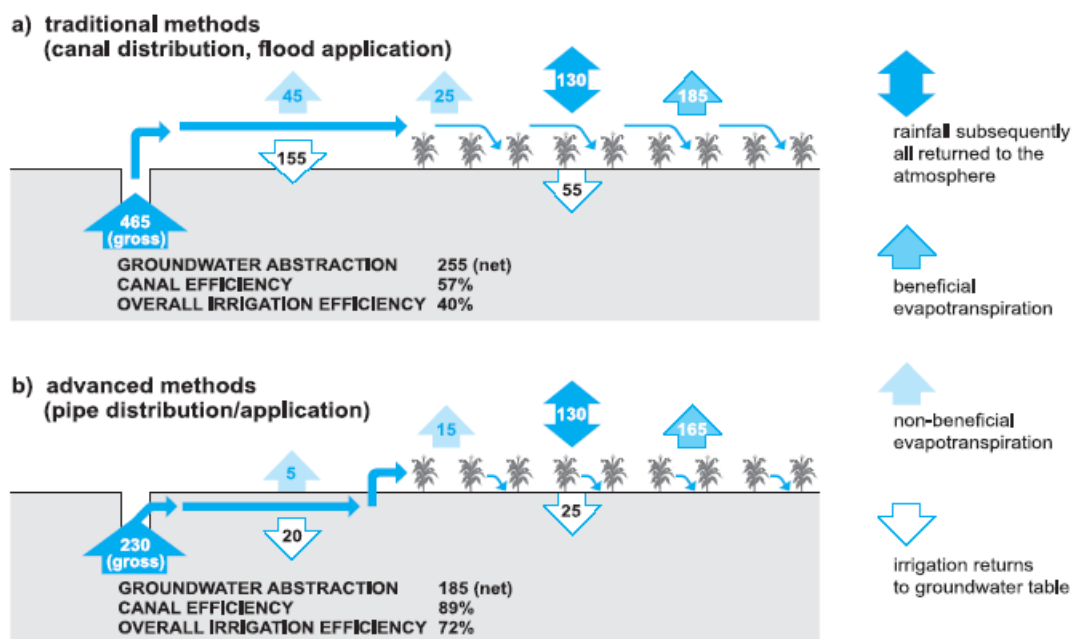 a) traditional methods
(canal distribution, flood application)
45
25
130
185
155
55
465
(gross)
GROUNDWATER ABSTRACTION 255 (net)
CANAL EFFICIENCY 57%
OVERALL IRRIGATION EFFICIENCY 40%
b) advanced methods
(pipe distribution/application)
15
130
165
5
20
25
230
(gross)
GROUNDWATER ABSTRACTION 185 (net)
CANAL EFFICIENCY 89%
OVERALL IRRIGATION EFFICIENCY 72%
rainfall subsequently
all returned to the
atmosphere
beneficial
evapotranspiration
non-beneficial
evapotranspiration
irrigation returns
to groundwater table